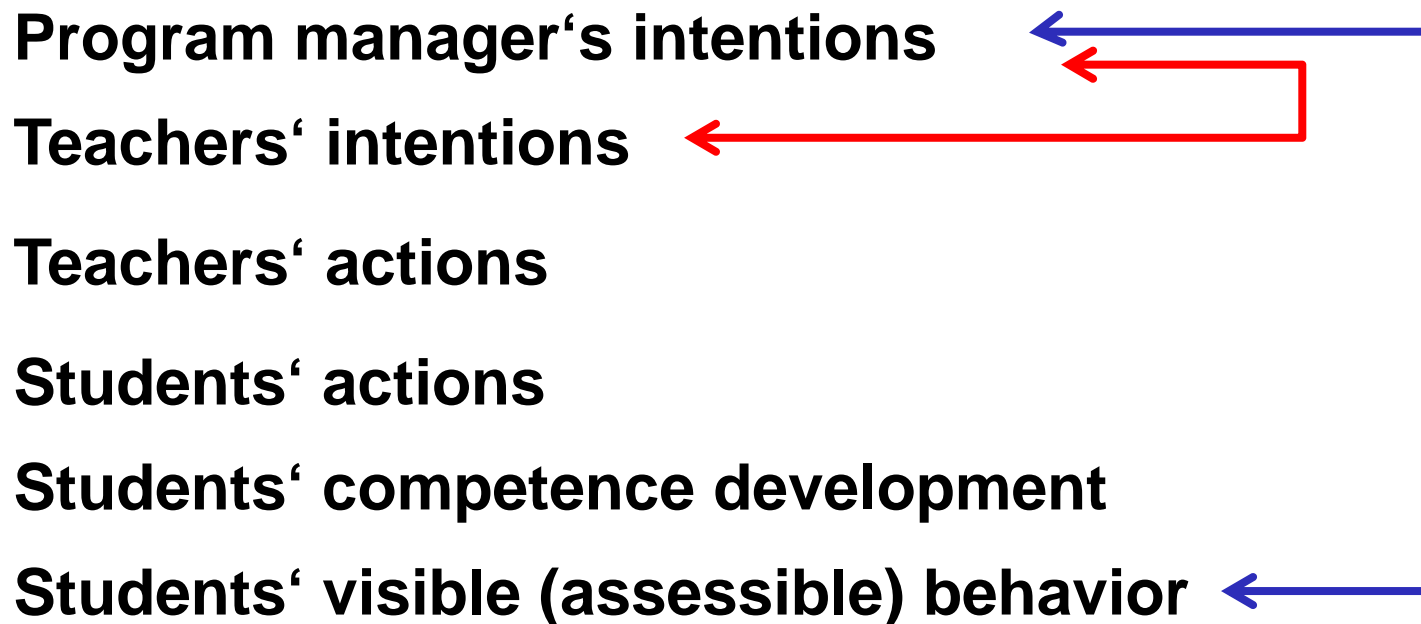 Program manager‘s intentions
Teachers‘ intentions
Teachers‘ actions
Students‘ actions
Students‘ competence development
Students‘ visible (assessible) behavior